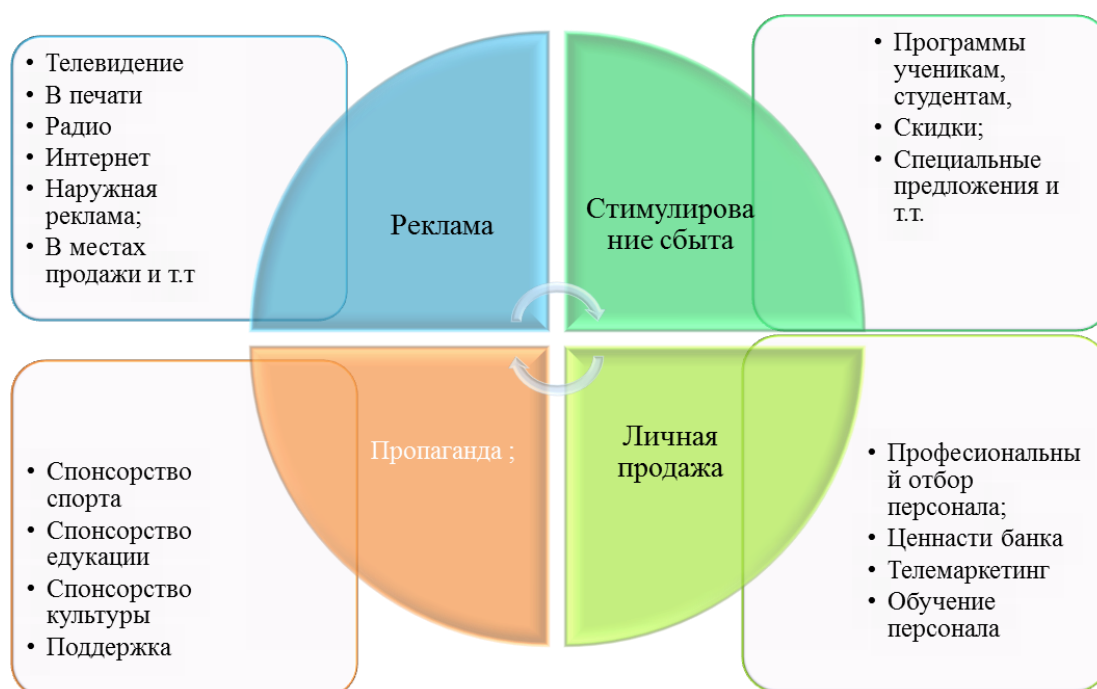 • Телевидение
• В печати
• Радио
• Интернет
• Наружная
реклама;
• В местах
продажи и т.т
Реклама
Стимулирова
ние сбыта
• Программы
ученикам,
студентам,
• Скидки;
• Специальные
предложения и
т.т.
• Спонсорство
спорта
• Спонсорство
едукации
• Спонсорство
культуры
• Поддержка
Пропаганда ;
Личная
продажа
• Професиональны
й отбор
персонала;
• Ценнасти банка
• Телемаркетинг
• Обучение
персонала